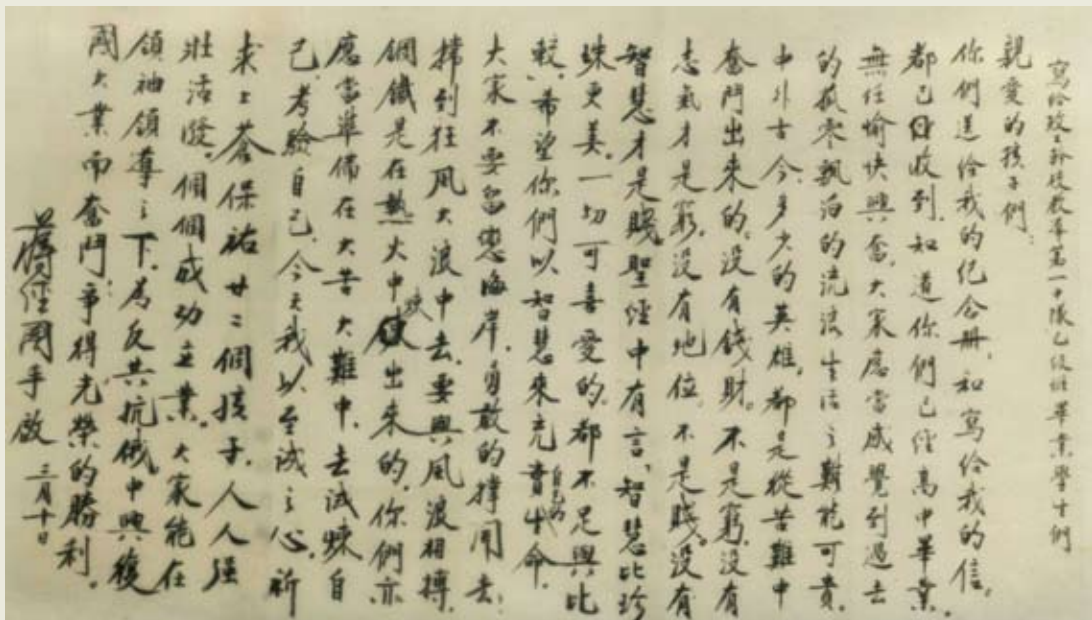 寫給政工幹校教導第一中隊乙級班畢業學十們
親愛的孩子們：
你們送給我的紀念冊，和寫給我的信，
都已收到，知道你們已經高中畢業。
無任愉快興奮，大家應當感覺到過去
的孤零飄泊的流浪生活之難能可貴，
中外古今，多少的英雄，都是從苦難中
奮鬥出來的，沒有錢財。不是窮，沒有
志氣才是窮，沒有地位，不是賤，沒有
智慧才是賤，聖經中有言，智慧比珍
珠更美，一切可喜愛的，都不足與比
較，希望你們以智慧來充實自己的生命，
大家不要留戀海岸，勇敢的撐開去，
撐到狂風大浪中去，要與風波相搏，
鋼鐵是在熱火中煉出來的，你們亦
應當準備在大苦大難中，去試煉自
己，考驗自己，今天我以至誠之心，祈
求上蒼保祐廿二個孩子，人人强
壯活潑，個個成功立業。大家能在
領袖領導之下，為反共抗俄，中興復
國大業而奮鬥，爭得光榮的勝利。
蔣經國手啟 三月十日